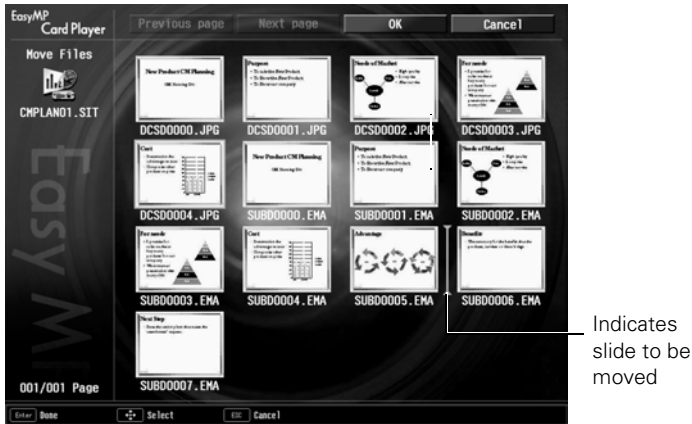 EasyMP
Card Player
Previous page
Next page
OK
Cancel
Move Files
CMPLAN01.SIT
Easy M
New Product CM Planning
Purpose
Needs of Market
For needs
DCSD0000.JPG
DCSD0001.JPG
DCSD0002.JPG
DCSD0003.JPG
Cost
New Product CM Planning
Purpose
Needs of Market
DCSD0004.JPG
SUBD0000.EMA
SUBD0001.EMA
SUBD0002.EMA
For needs
Cost
Advantage
Benefit
SUBD0003.EMA
SUBD0004.EMA
SUBD0005.EMA
SUBD0006.EMA
Next Step
SUBD0007.EMA
Indicates
slide to be
moved
001/001 Page
Enter Done
Select
ESC Cancel